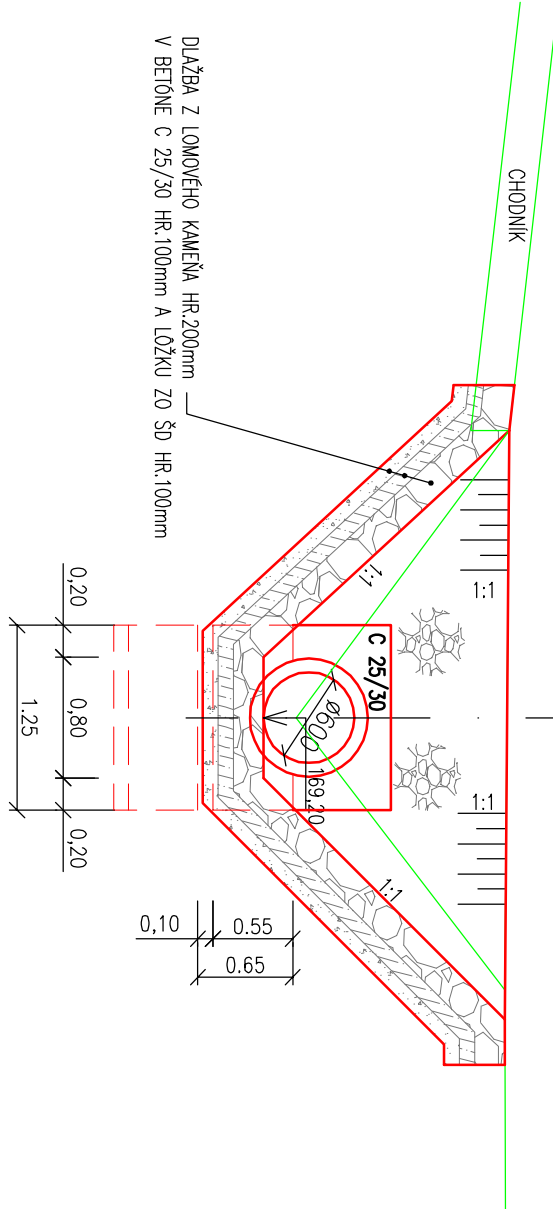 CHODNÍK
DLAŽBA Z LOMOVÉHO KAMEŇA HR.200mm
V BETÓNE C 25/30 HR.100mm A LÔŽKU ZO ŠD HR.100mm
1:1
1:1
C 25/30
Ø600
169,20
1:1
1:1
0,20
0,80
0,20
1.25
0,10
0.55
0.65